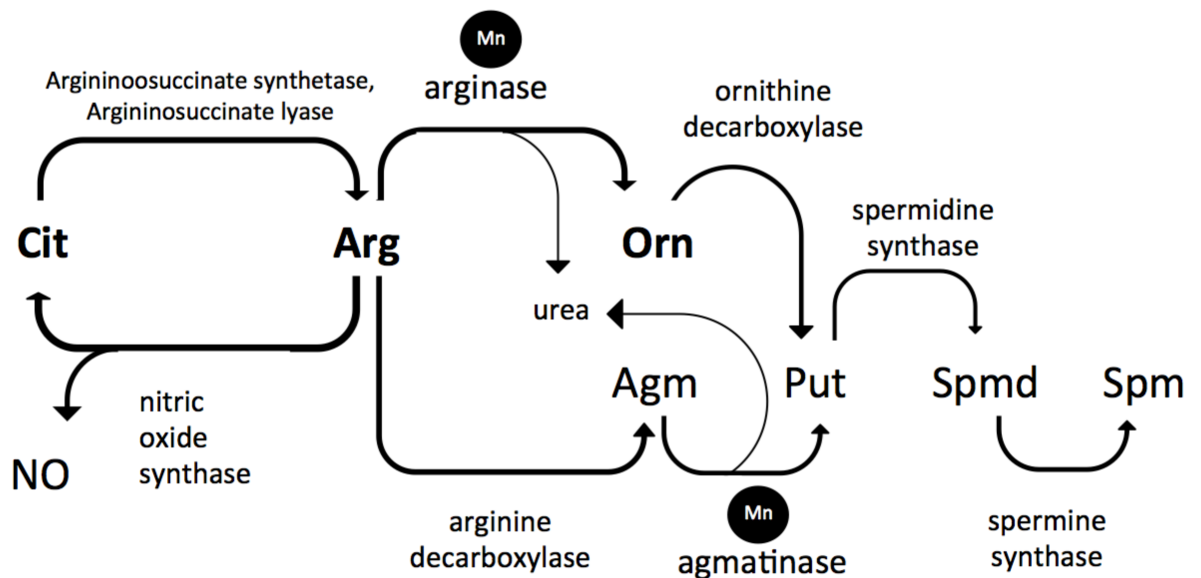 Mn
arginase
Argininoosuccinate synthetase,
Argininosuccinate lyase
ornithine
decarboxylase
spermidine
synthase
Cit
Arg
Orn
urea
Agm
Put
Spmd
Spm
nitric
oxide
synthase
NO
arginine
decarboxylase
Mn
agmatinase
spermine
synthase